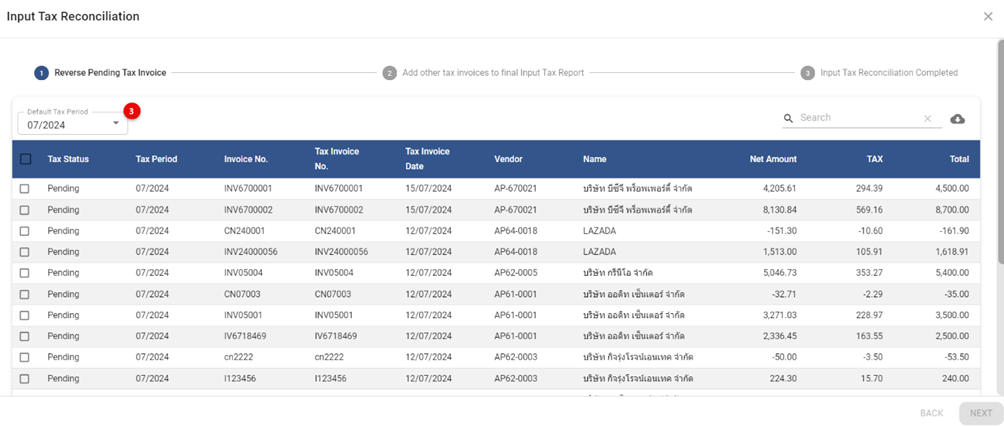 Input Tax Reconciliation
1 Reverse Pending Tax Invoice 2 Add other tax invoices to final Input Tax Report 3 Input Tax Reconciliation Completed
Default Tax Period
07/2024
3
Search
Tax Status Tax Period Invoice No. Tax Invoice No. Tax Invoice Date Vendor Name Net Amount TAX Total
Pending 07/2024 INV6700001 INV6700001 15/07/2024 AP-670021 บริษัท บีซีจี พร็อพเพอร์ตี้ จำกัด 4,205.61 294.39 4,500.00
Pending 07/2024 INV6700002 INV6700002 15/07/2024 AP-670021 บริษัท บีซีจี พร็อพเพอร์ตี้ จำกัด 8,130.84 569.16 8,700.00
Pending 07/2024 CN240001 CN240001 12/07/2024 AP64-0018 LAZADA -151.30 -10.60 -161.90
Pending 07/2024 INV24000056 INV24000056 12/07/2024 AP64-0018 LAZADA 1,513.00 105.91 1,618.91
Pending 07/2024 INV05004 INV05004 12/07/2024 AP62-0005 บริษัท กรีนีโอ จำกัด 5,046.73 353.27 5,400.00
Pending 07/2024 CN07003 CN07003 12/07/2024 AP61-0001 บริษัท ออดิท เซ็นเตอร์ จำกัด -32.71 -2.29 -35.00
Pending 07/2024 INV05001 INV05001 12/07/2024 AP61-0001 บริษัท ออดิท เซ็นเตอร์ จำกัด 3,271.03 228.97 3,500.00
Pending 07/2024 IV6718469 IV6718469 12/07/2024 AP61-0001 บริษัท ออดิท เซ็นเตอร์ จำกัด 2,336.45 163.55 2,500.00
Pending 07/2024 cn2222 cn2222 12/07/2024 AP62-0003 บริษัท กิจรุ่งโรจน์เอนเทค จำกัด -50.00 -3.50 -53.50
Pending 07/2024 I123456 I123456 12/07/2024 AP62-0003 บริษัท กิจรุ่งโรจน์เอนเทค จำกัด 224.30 15.70 240.00
BACK NEXT